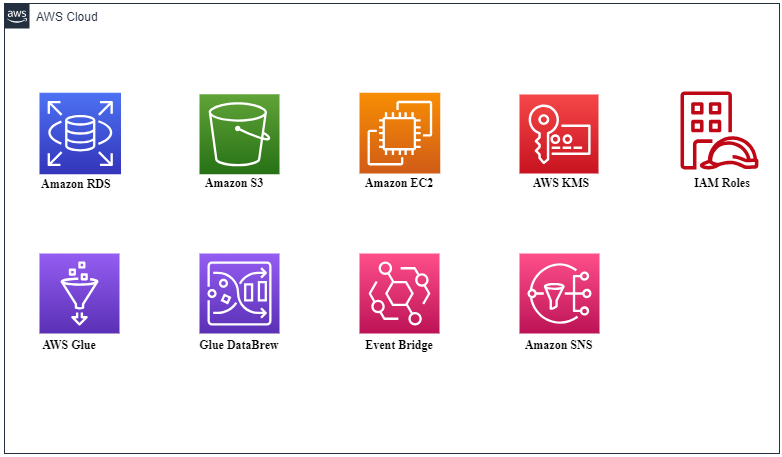 aws
AWS Cloud
Amazon RDS
Amazon S3
Amazon EC2
AWS KMS
IAM Roles
AWS Glue
Glue DataBrew
Event Bridge
Amazon SNS